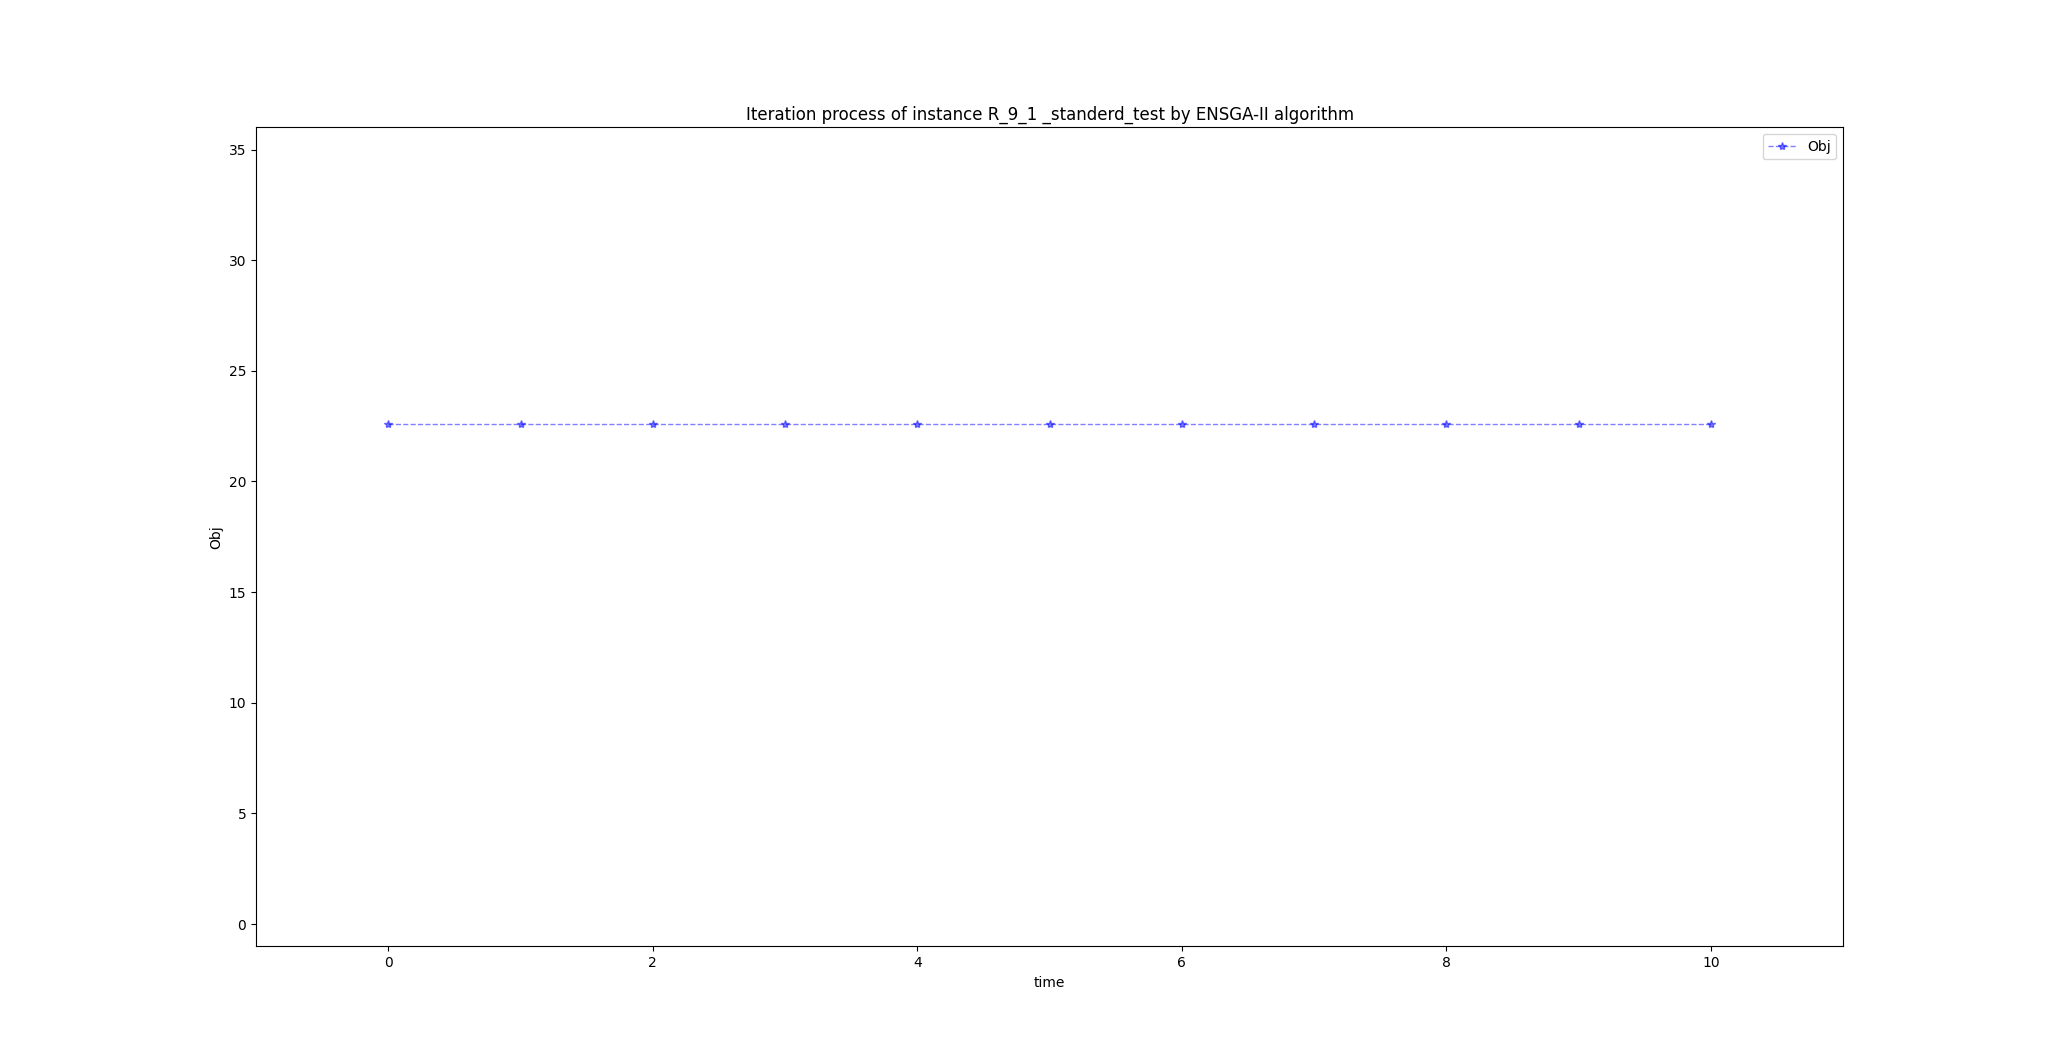 Iteration process of instance R_9_1 _standerd_test by ENSGA-II algorithm
Obj
35
30
25
20
15
10
5
0
Obj
0 2 4 6 8 10
time